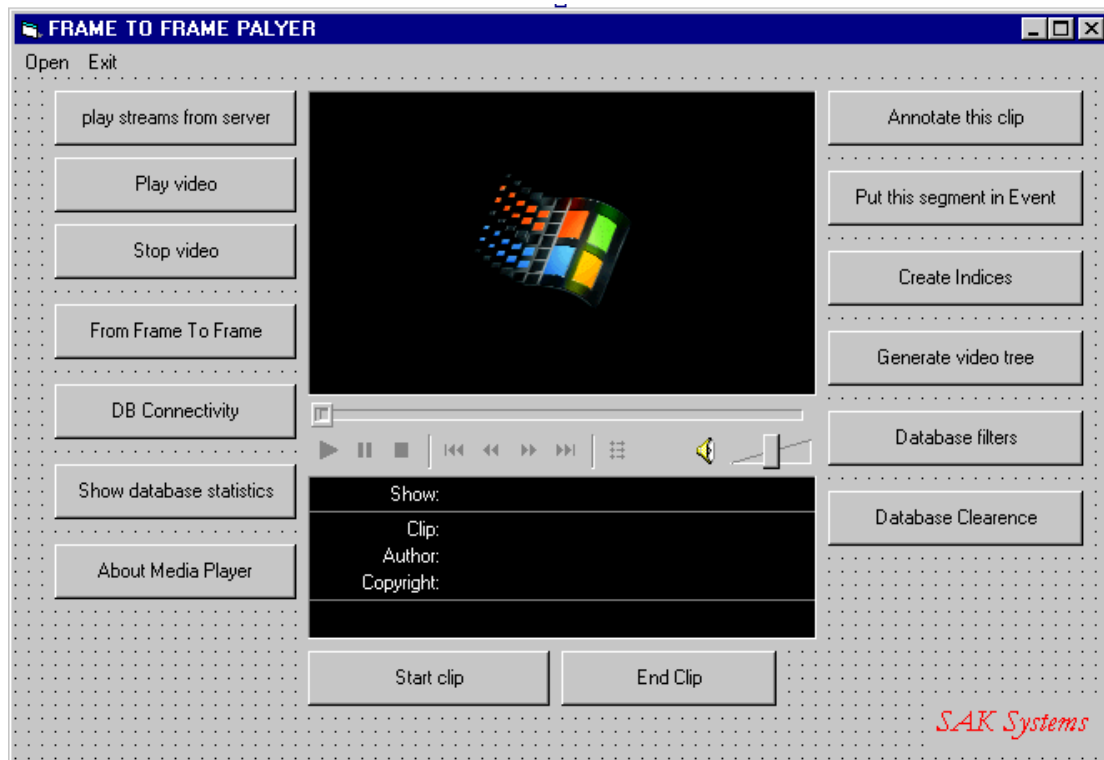 FRAME TO FRAME PALYER
Open Exit
play streams from server
Play video
Stop video
From Frame To Frame
DB Connectivity
Show database statistics
About Media Player
Show:
Clip:
Author:
Copyright:
Start clip
End Clip
Annotate this clip
Put this segment in Event
Create Indices
Generate video tree
Database filters
Database Clearence
SAK Systems